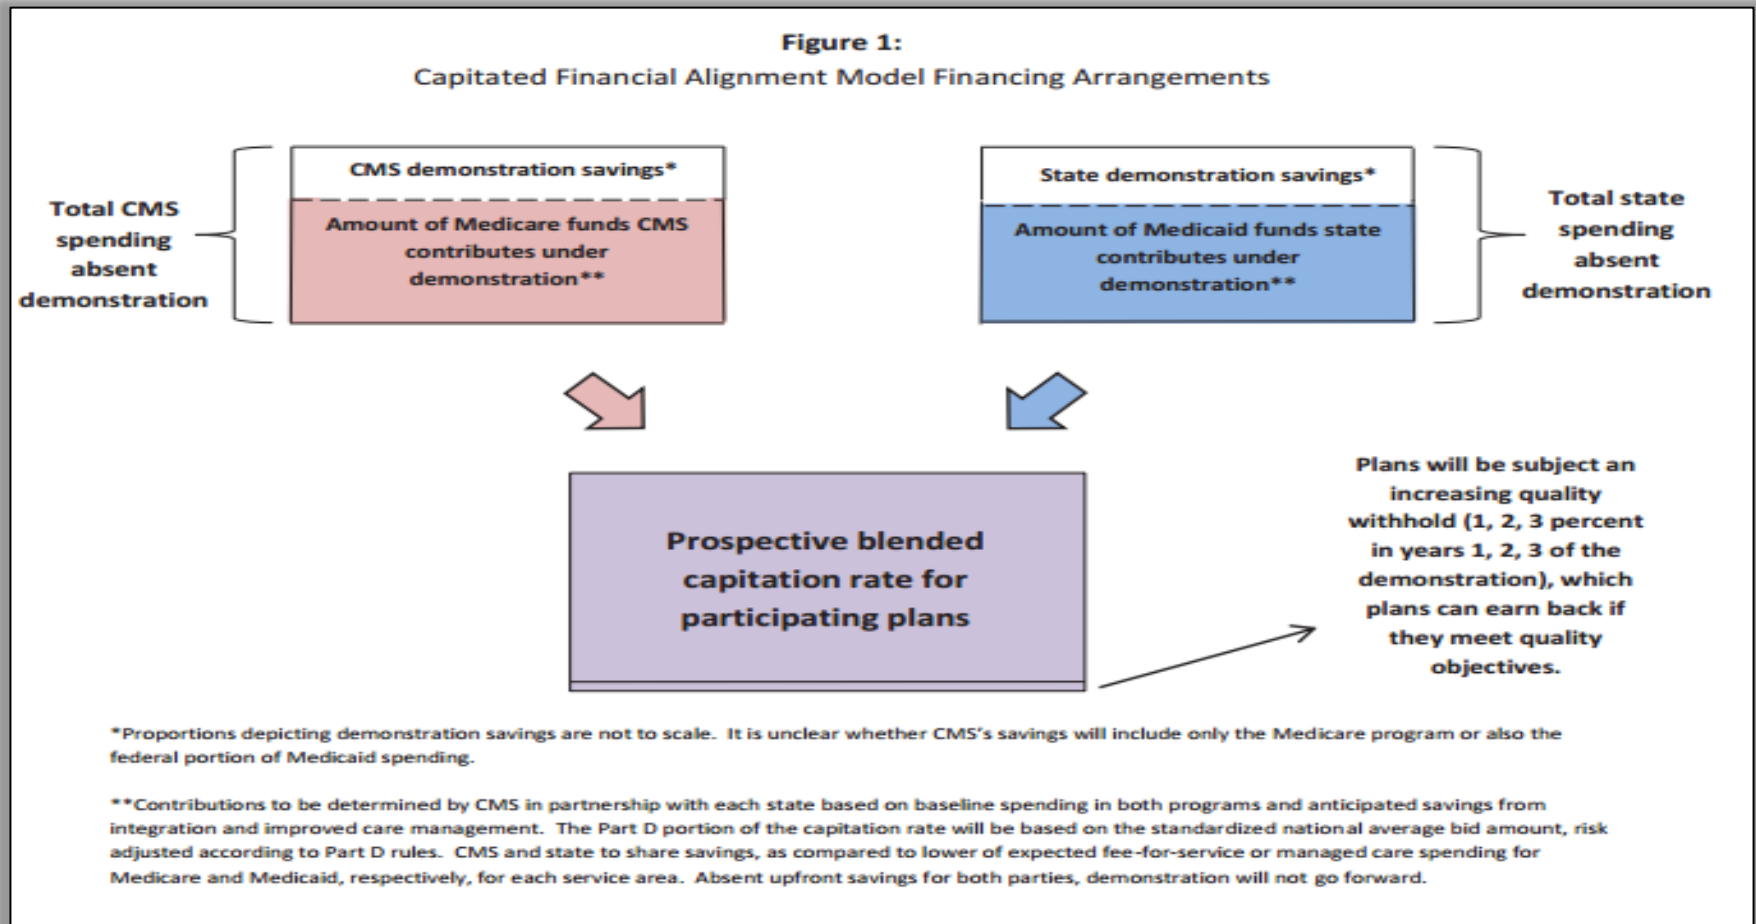 Figure 1:
Capitated Financial Alignment Model Financing Arrangements
Total CMS
spending
absent
demonstration
CMS demonstration savings*
Amount of Medicare funds CMS
contributes under
demonstration**
State demonstration savings*
Amount of Medicaid funds state
contributes under
demonstration**
Total state
spending
absent
demonstration
Prospective blended
capitation rate for
participating plans
Plans will be subject an
increasing quality
withhold (1, 2, 3 percent
in years 1, 2, 3 of the
demonstration), which
plans can earn back if
they meet quality
objectives.
*Proportions depicting demonstration savings are not to scale.  It is unclear whether CMS's savings will include only the Medicare program or also the
federal portion of Medicaid spending.
**Contributions to be determined by CMS in partnership with each state based on baseline spending in both programs and anticipated savings from
integration and improved care management.  The Part D portion of the capitation rate will be based on the standardized national average bid amount, risk
adjusted according to Part D rules.  CMS and state to share savings, as compared to lower of expected fee-for-service or managed care spending for
Medicare and Medicaid, respectively, for each service area.  Absent upfront savings for both parties, demonstration will not go forward.